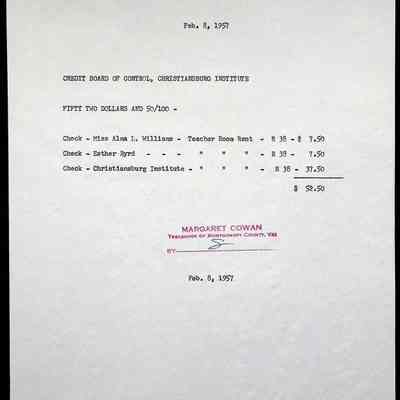 Feb. 8, 1957
CREDIT BOARD OF CONTROL, CHRISTIANSBURG INSTITUTE
FIFTY TWO DOLLARS AND 50/100 -
Check - Miss Alma L. Williams - Teacher Room Rent - R 38 - $ 7.50
Check - Esther Byrd - - - " " " - R 38 - 7.50
Check - Christiansburg Institute - " " " - R 38 - 37.50
$ 52.50
MARGARET COWAN
TREASURER OF MONTGOMERY COUNTY, VA.
BY
Feb. 8, 1957